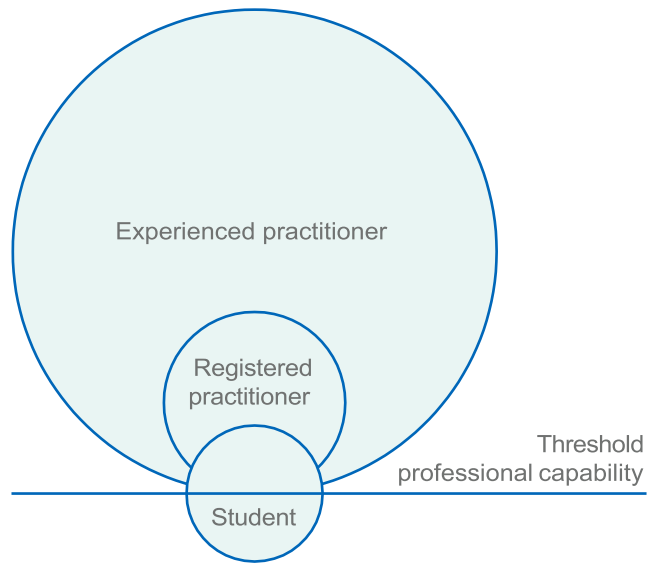 Experienced practitioner
Registered
practitioner
Threshold
professional capability
Student